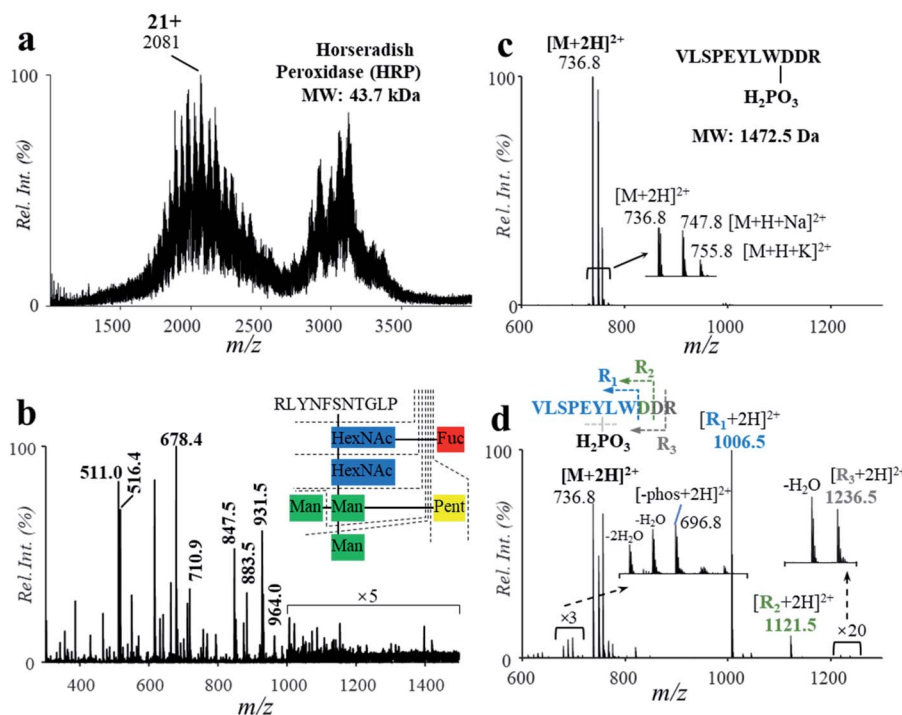 a
21+
2081
Horseradish
Peroxidase (HRP)
MW: 43.7 kDa
100
Rel. Int. (%)
0
1500
2000
2500
3000
3500
m/z
c
[M+2H]2+
736.8
VLSPEYLWDDR
H2PO3
MW: 1472.5 Da
100
Rel. Int. (%)
[M+2H]2+
736.8
747.8 [M+H+Na]2+
755.8 [M+H+K]2+
0
600
800
1000
1200
m/z
b
RLYNFSNTGLP
HexNAc
Fuc
HexNAc
Man
Man
Pent
Man
100
Rel. Int. (%)
511.0
516.4
678.4
710.9
847.5
883.5
931.5
964.0
×5
0
400
600
800
1000
1200
1400
m/z
R1
R2
d
VLSPEYLWDDR
H2PO3
R3
[R1+2H]2+
1006.5
[M+2H]2+
736.8
[-phos+2H]2+
-H2O
696.8
-2H2O
-H2O
[R3+2H]2+
1236.5
[R2+2H]2+
1121.5
×3
×20
100
Rel. Int. (%)
0
600
800
1000
1200
m/z